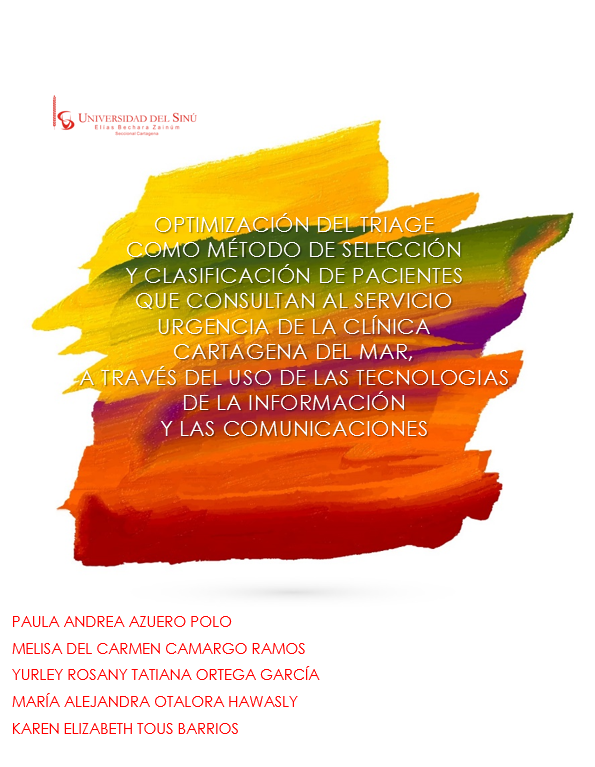 UNIVERSIDAD DEL SINÚ
Elías Bechara Zainúm
Seccional Cartagena
OPTIMIZACIÓN DEL TRIAGE
COMO MÉTODO DE SELECCIÓN
Y CLASIFICACIÓN DE PACIENTES
QUE CONSULTAN AL SERVICIO
URGENCIA DE LA CLÍNICA
CARTAGENA DEL MAR,
A TRAVÉS DEL USO DE LAS TECNOLOGIAS
DE LA INFORMACIÓN
Y LAS COMUNICACIONES
PAULA ANDREA AZUERO POLO
MELISA DEL CARMEN CAMARGO RAMOS
YURLEY ROSANY TATIANA ORTEGA GARCÍA
MARÍA ALEJANDRA OTALORA HAWASLY
KAREN ELIZABETH TOUS BARRIOS